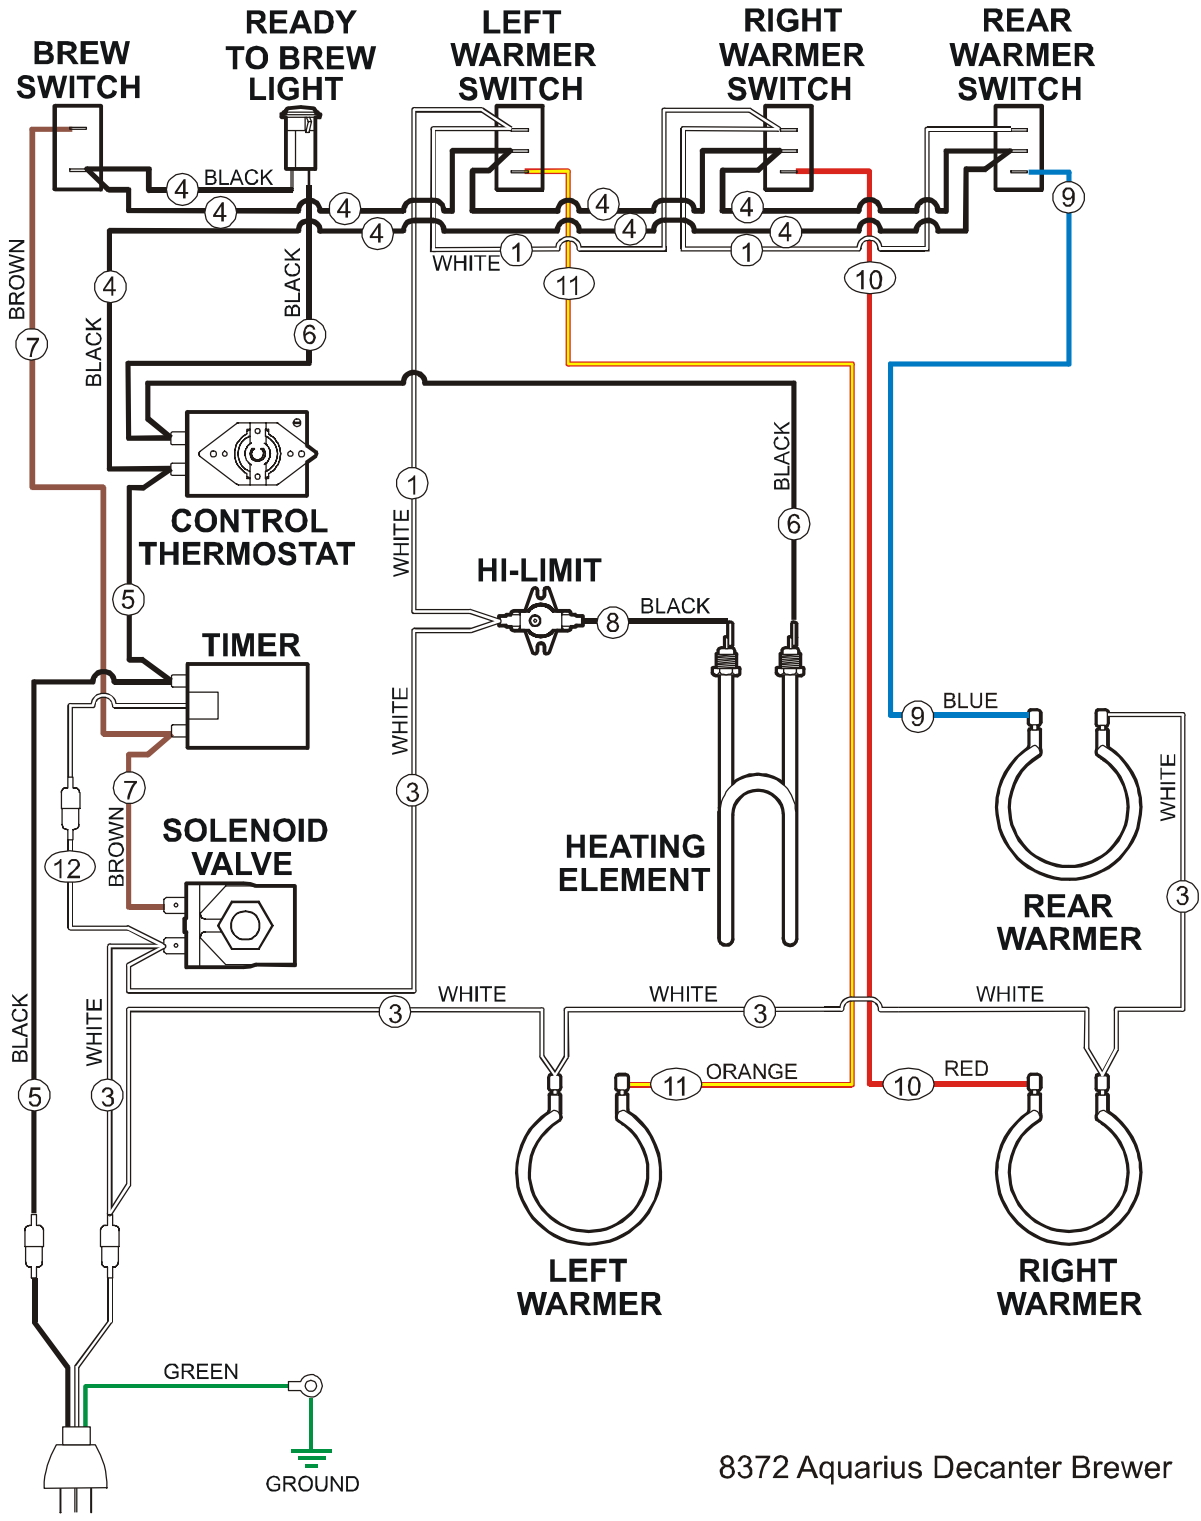 BREW
SWITCH
READY
TO BREW
LIGHT
LEFT
WARMER
SWITCH
RIGHT
WARMER
SWITCH
REAR
WARMER
SWITCH
4
BLACK
4
4
4
4
4
4
4
9
1
WHITE
1
BROWN
7
4
BLACK
BLACK
6
11
10
1
WHITE
BLACK
6
CONTROL
THERMOSTAT
HI-LIMIT
8
BLACK
5
TIMER
WHITE
3
9
BLUE
WHITE
7
BROWN
12
SOLENOID
VALVE
HEATING
ELEMENT
REAR
WARMER
3
BLACK
5
WHITE
3
3
WHITE
WHITE
3
WHITE
11
ORANGE
10
RED
LEFT
WARMER
RIGHT
WARMER
GREEN
GROUND
8372 Aquarius Decanter Brewer